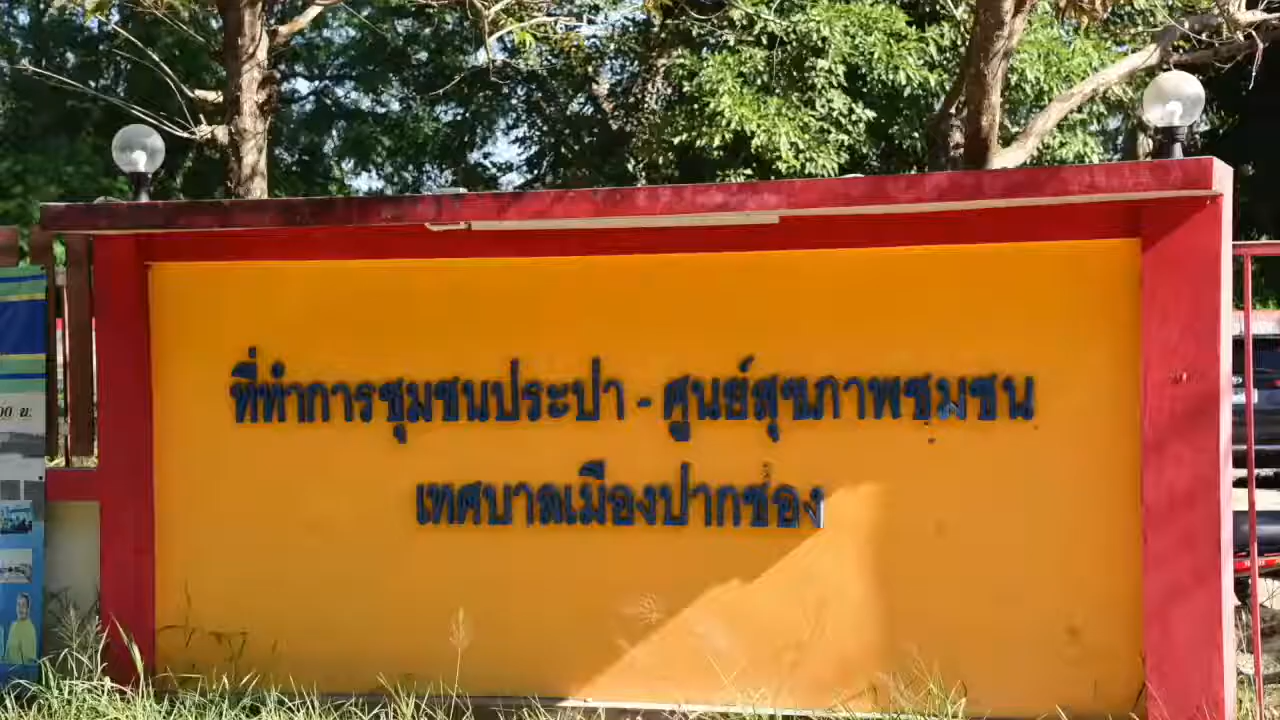 ที่ทำการชุมชนประปา - ศูนย์สุขภาพชุมชน
เทศบาลเมืองปากช่อง
00 น.